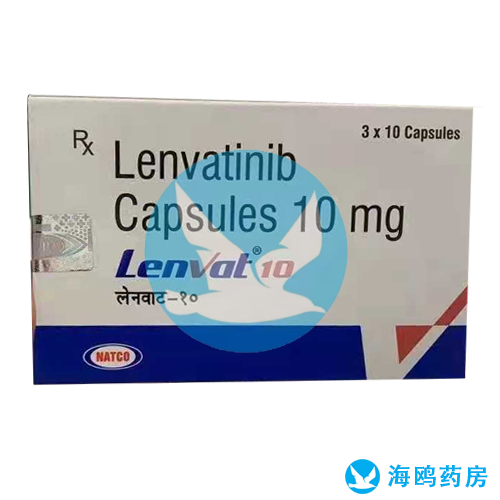 Rx
3 x 10 Capsules
Lenvatinib
Capsules 10 mg
LenVat® 10
लेनवाट-१०
NATCO
海鸥药房